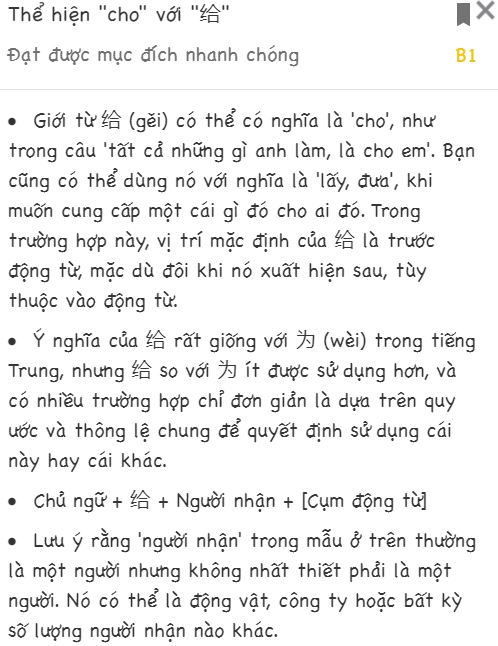 Thể hiện "cho" với "给"
Đạt được mục đích nhanh chóng B1
• Giới từ 给 (gěi) có thể có nghĩa là 'cho', như
trong câu 'tất cả những gì anh làm, là cho em'. Bạn
cũng có thể dùng nó với nghĩa là 'lấy, đưa', khi
muốn cung cấp một cái gì đó cho ai đó. Trong
trường hợp này, vị trí mặc định của 给 là trước
động từ, mặc dù đôi khi nó xuất hiện sau, tùy
thuộc vào động từ.
• Ý nghĩa của 给 rất giống với 为 (wèi) trong tiếng
Trung, nhưng 给 so với 为 ít được sử dụng hơn, và
có nhiều trường hợp chỉ đơn giản là dựa trên quy
ước và thông lệ chung để quyết định sử dụng cái
này hay cái khác.
• Chủ ngữ + 给 + Người nhận + [Cụm động từ]
• Lưu ý rằng 'người nhận' trong mẫu ở trên thường
là một người nhưng không nhất thiết phải là một
người. Nó có thể là động vật, công ty hoặc bất kỳ
số lượng người nhận nào khác.